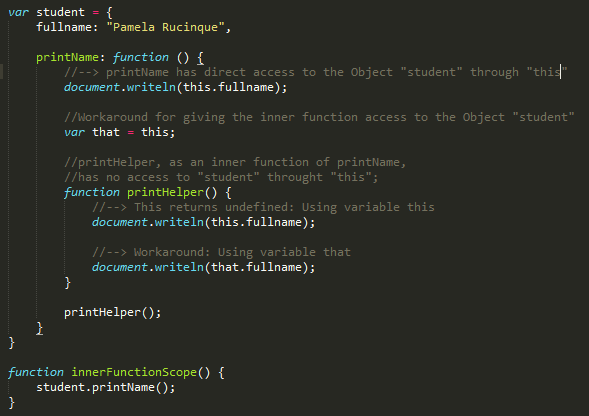 var student = {
    fullname: "Pamela Rucinque",

    printName: function () {
        //--> printName has direct access to the Object "student" through "this"
        document.writeln(this.fullname);

        //Workaround for giving the inner function access to the Object "student"
        var that = this;

        //printHelper, as an inner function of printName,
        //has no access to "student" throught "this";
        function printHelper() {
            //--> This returns undefined: Using variable this
            document.writeln(this.fullname);

            //--> Workaround: Using variable that
            document.writeln(that.fullname);
        }

        printHelper();
    }
}

function innerFunctionScope() {
    student.printName();
}